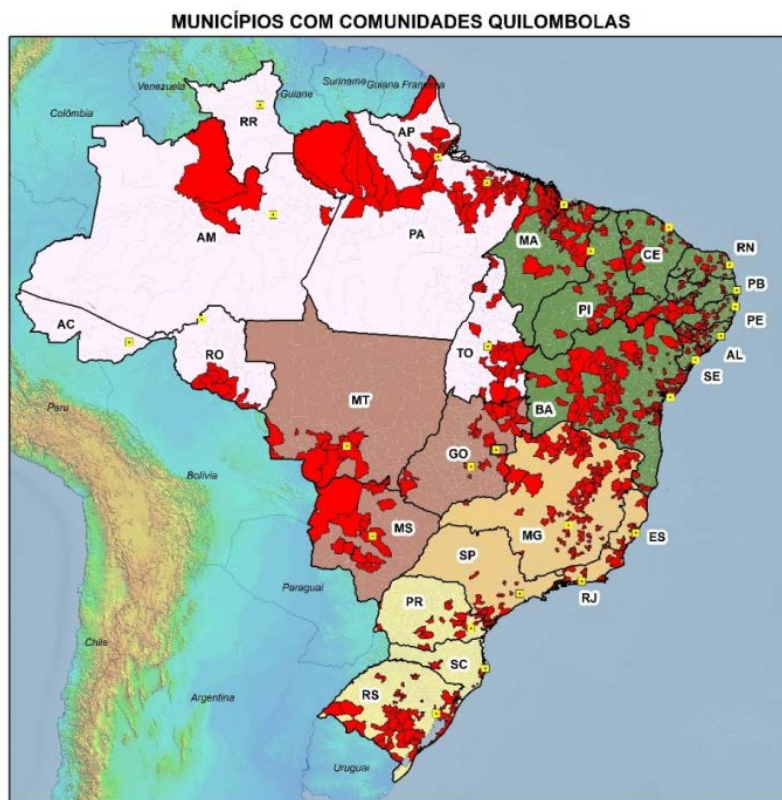 MUNICÍPIOS COM COMUNIDADES QUILOMBOLAS
Venezuela
Suriname
Guiana Francesa
Colômbia
Guiane
RR
AP
AM
PA
MA
CE
RN
PB
PI
PE
AC
AL
RO
TO
SE
MT
BA
Peru
GO
Bolívia
MS
MG
ES
SP
RJ
Paraguai
PR
Chile
SC
RS
Argentina
Uruguai